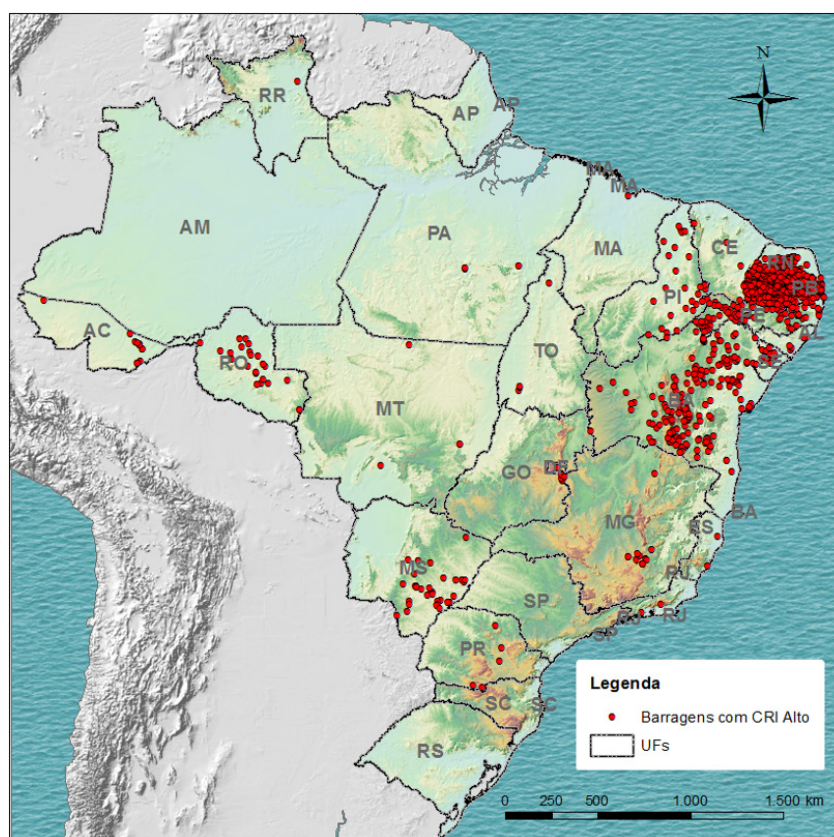 N
RR
AP
AP
MA
MA
AM
PA
MA
CE
RN
PB
PI
PE
AC
AL
SE
RO
TO
BA
MT
DF
GO
BA
MG
ES
MS
RJ
SP
RJ
RJ
SP
PR
SC
SC
RS
Legenda
Barragens com CRI Alto
UFs
0 250 500 1.000 1.500 km